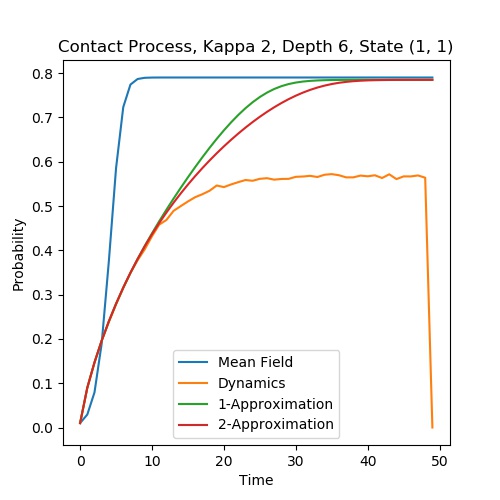 Contact Process, Kappa 2, Depth 6, State (1, 1)
0.8
0.7
0.6
0.5
0.4
0.3
0.2
0.1
0.0
Probability
Mean Field
Dynamics
1-Approximation
2-Approximation
0 10 20 30 40 50
Time